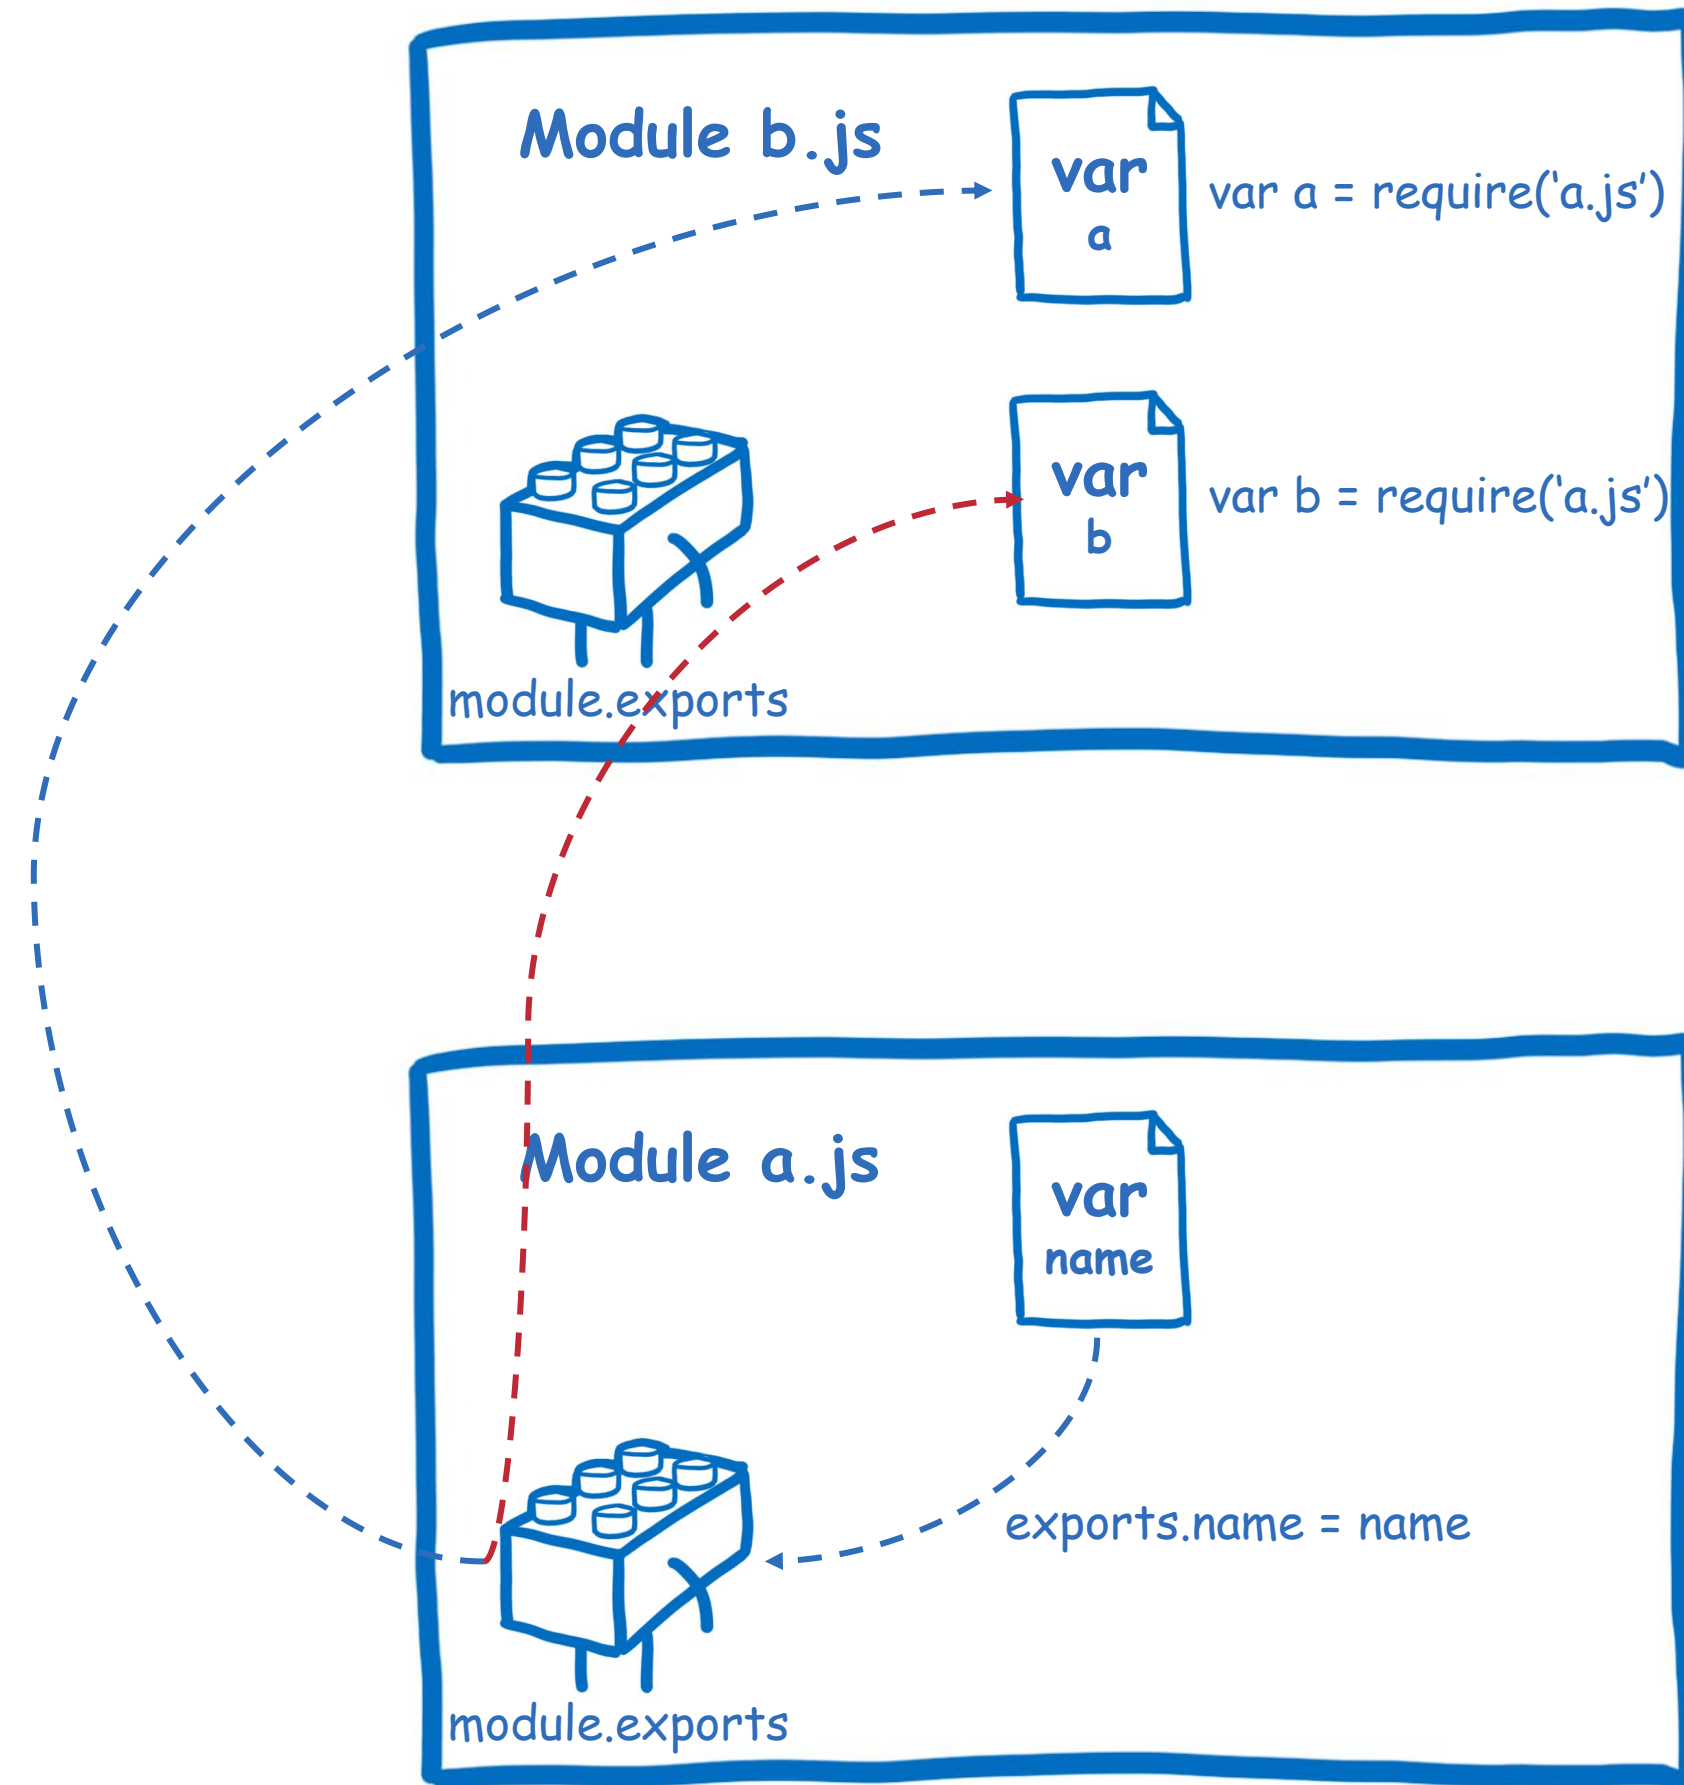 Module b.js
var
a
var a = require(‘a.js’)
var
b
var b = require(‘a.js’)
module.exports
Module a.js
var
name
exports.name = name
module.exports